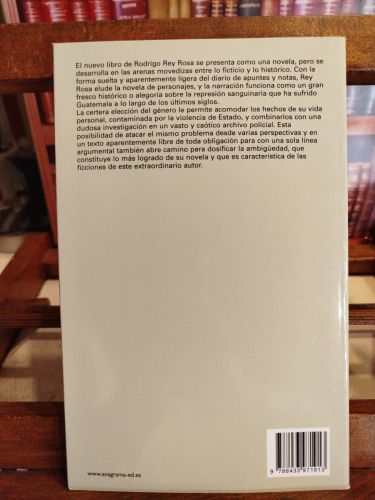 El nuevo libro de Rodrigo Rey Rosa se presenta como una novela, pero se
desarrolla en las arenas movedizas entre lo ficticio y lo histórico. Con la
forma suelta y aparentemente ligera del diario de apuntes y notas, Rey
Rosa elude la novela de personajes, y la narración funciona como un gran
fresco histórico o alegoría sobre la represión sanguinaria que ha sufrido
Guatemala a lo largo de los últimos siglos.
La certera elección del género le permite acomodar los hechos de su vida
personal, contaminada por la violencia de Estado, y combinarlos con una
dudosa investigación en un vasto y caótico archivo policial. Esta
posibilidad de atacar el mismo problema desde varias perspectivas y en
un texto aparentemente libre de toda obligación para con una sola línea
argumental también abre camino para dosificar la ambigüedad, que
constituye lo más logrado de su novela y que es característica de las
ficciones de este extraordinario autor.
www.anagrama-ed.es
9 788433 971913